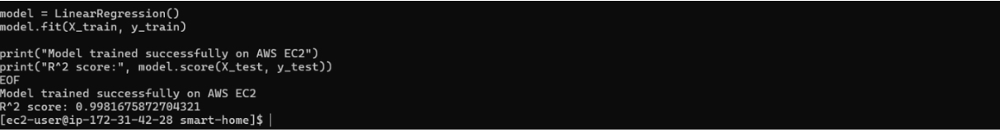 model = LinearRegression()
model.fit(X_train, y_train)
print("Model trained successfully on AWS EC2")
print("R^2 score:", model.score(X_test, y_test))
EOF
Model trained successfully on AWS EC2
R^2 score: 0.9981675872704321
[ec2-user@ip-172-31-42-28 smart-home]$